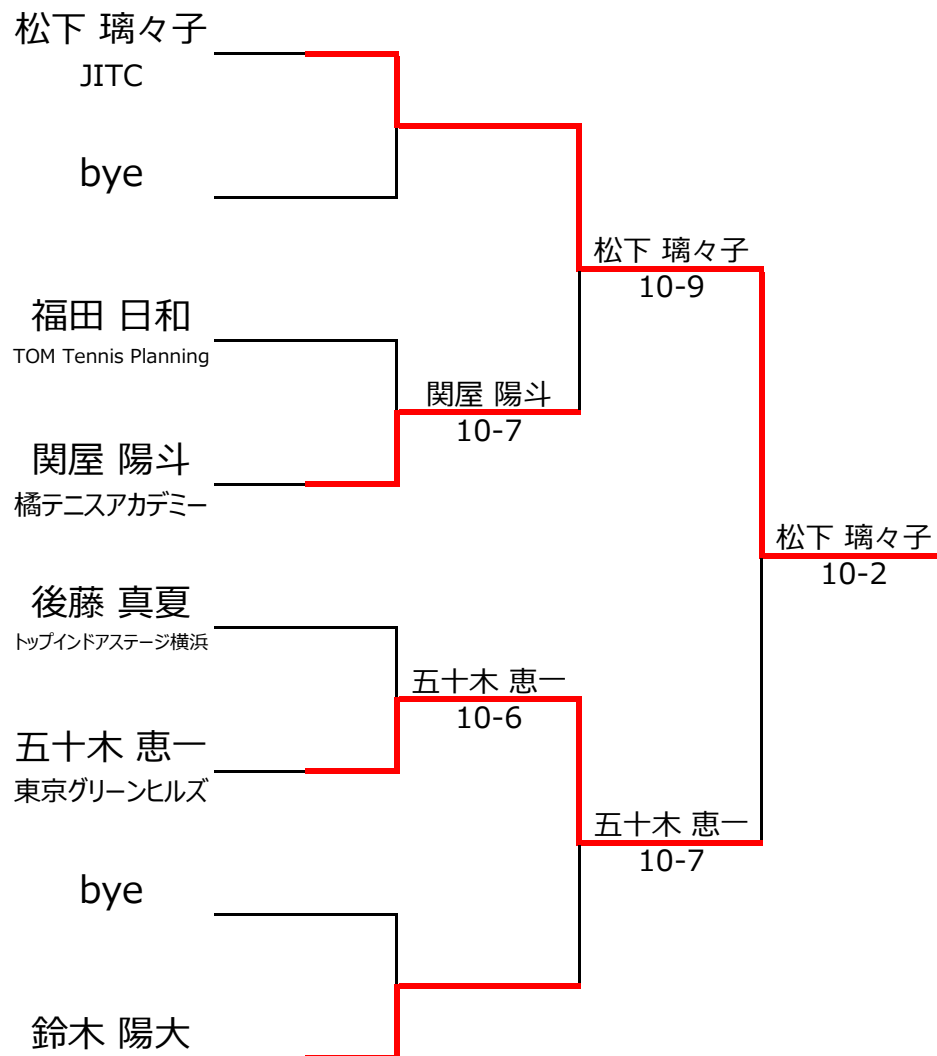 松下 璃々子
JITC
bye
松下 璃々子
10-9
福田 日和
TOM Tennis Planning
関屋 陽斗
10-7
関屋 陽斗
橘テニスアカデミー
松下 璃々子
10-2
後藤 真夏
トップインドアステージ横浜
五十木 恵一
10-6
五十木 恵一
東京グリーンヒルズ
五十木 恵一
10-7
bye
鈴木 陽大